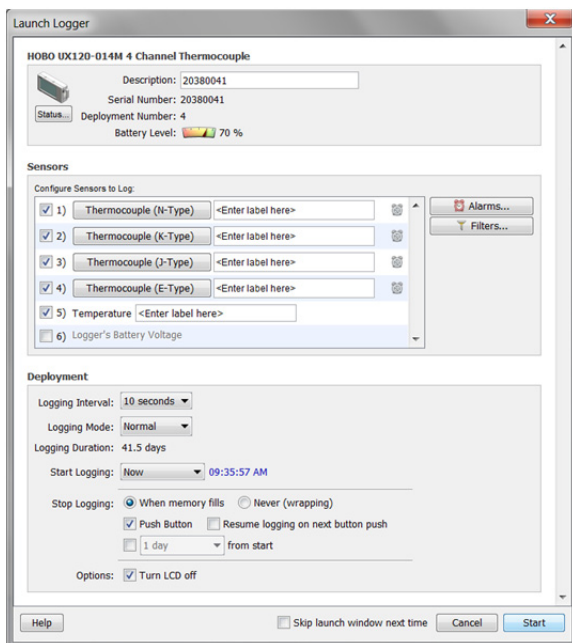 Launch Logger
HOBO UX120-014M 4 Channel Thermocouple
Description: 20380041
Serial Number: 20380041
Status... Deployment Number: 4
Battery Level: 70 %
Sensors
Configure Sensors to Log:
1) Thermocouple (N-Type) <Enter label here> Alarms...
Filters...
2) Thermocouple (K-Type) <Enter label here>
3) Thermocouple (J-Type) <Enter label here>
4) Thermocouple (E-Type) <Enter label here>
5) Temperature <Enter label here>
6) Logger's Battery Voltage
Deployment
Logging Interval: 10 seconds
Logging Mode: Normal
Logging Duration: 41.5 days
Start Logging: Now 09:35:57 AM
Stop Logging: When memory fills Never (wrapping)
Push Button Resume logging on next button push
1 day from start
Options: Turn LCD off
Help Skip launch window next time Cancel Start